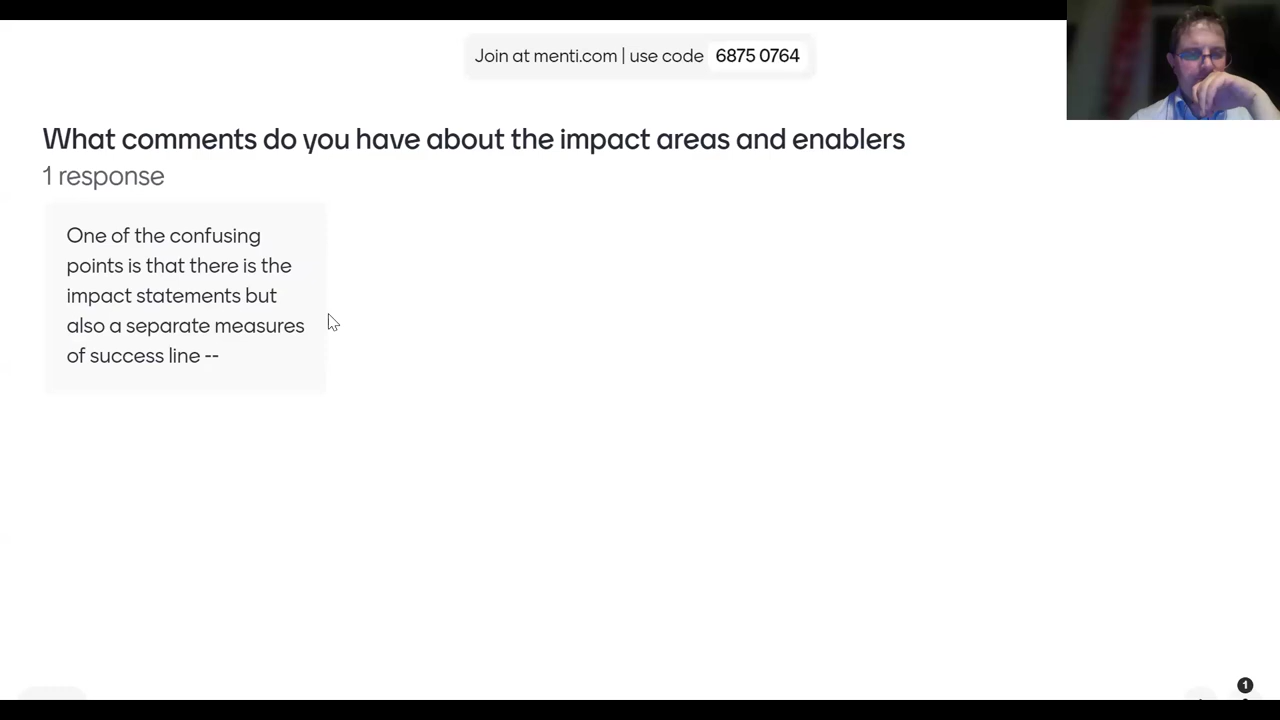 Join at menti.com | use code 6875 0764
What comments do you have about the impact areas and enablers
1 response
One of the confusing
points is that there is the
impact statements but
also a separate measures
of success line --
1